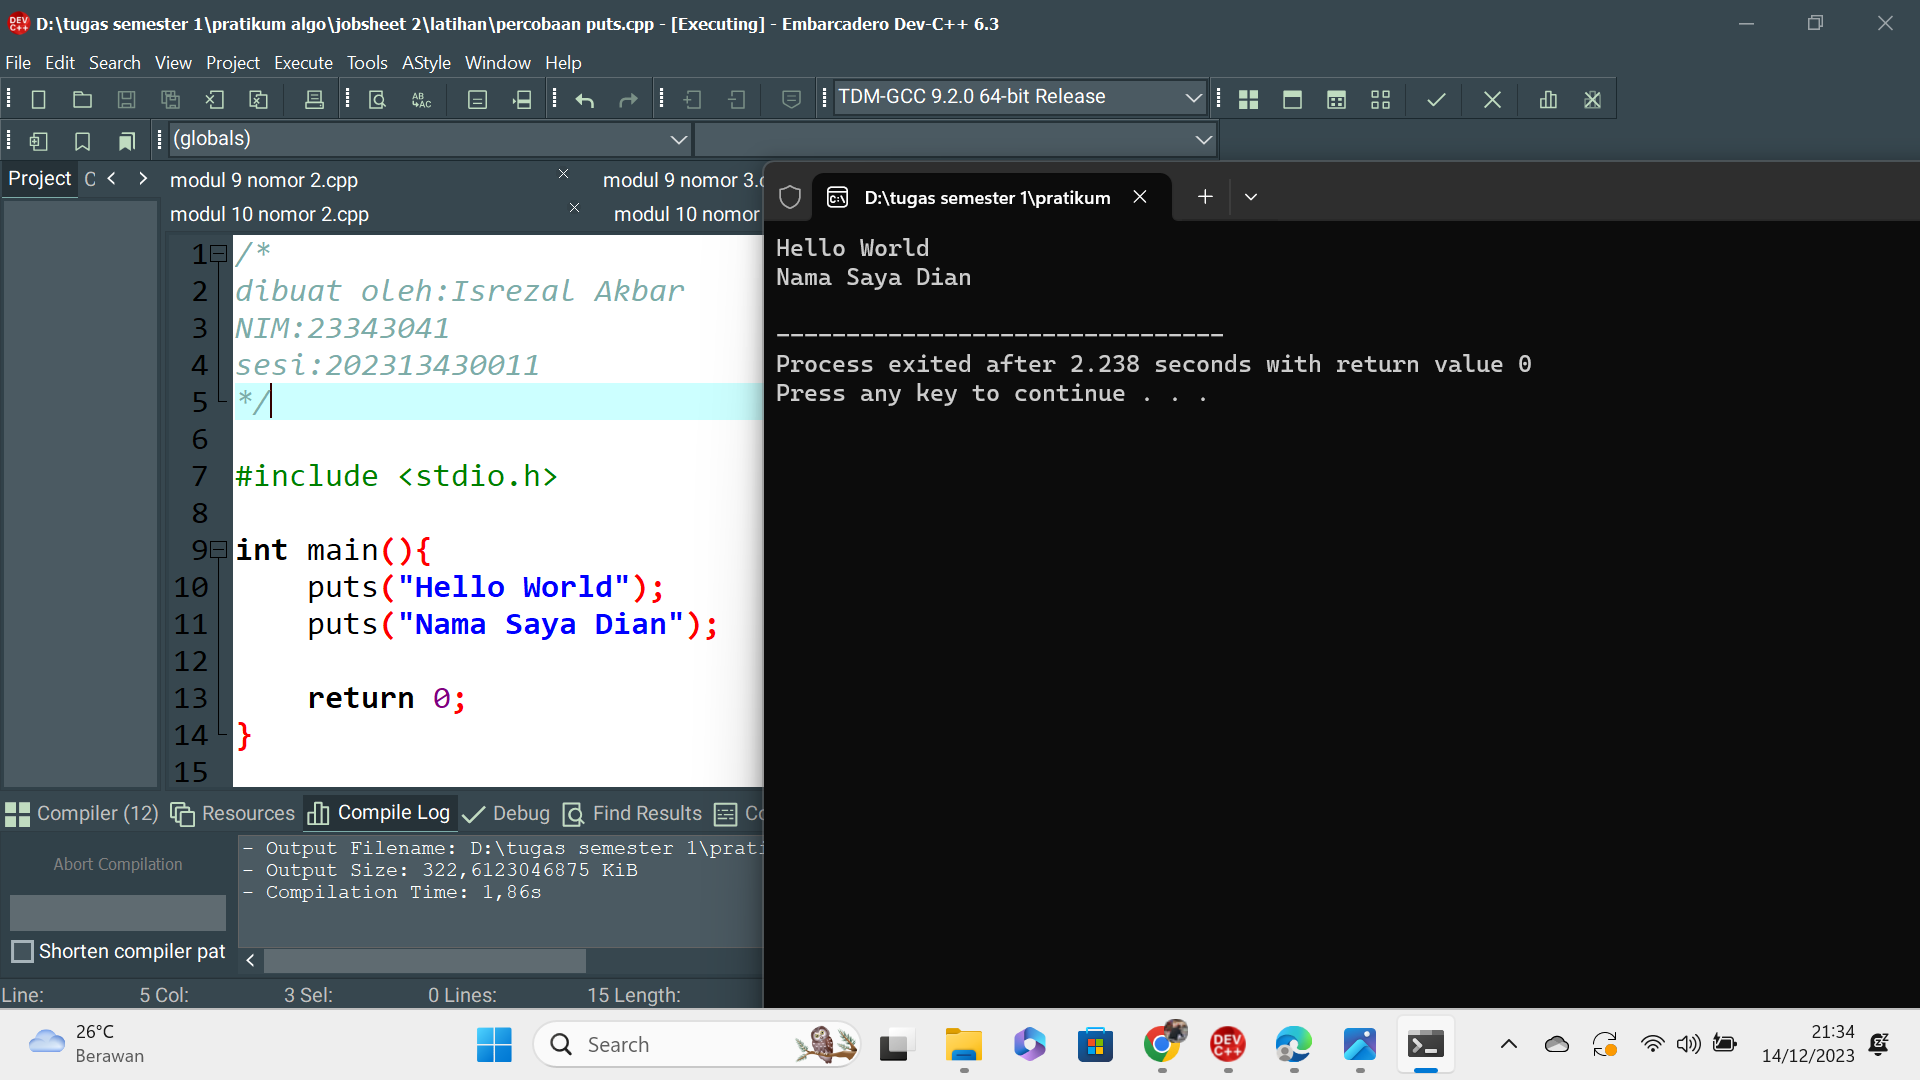 D:\tugas semester 1\pratikum algo\jobsheet 2\latihan\percobaan puts.cpp - [Executing] - Embarcadero Dev-C++ 6.3
File Edit Search View Project Execute Tools AStyle Window Help
TDM-GCC 9.2.0 64-bit Release
(globals)
Project
modul 9 nomor 2.cpp
modul 9 nomor 3.c
modul 10 nomor 2.cpp
modul 10 nomor
1 /*
2 dibuat oleh:Isrezal Akbar
3 NIM:23343041
4 sesi:202313430011
5 */
6
7 #include <stdio.h>
8
9 int main(){
10 puts("Hello World");
11 puts("Nama Saya Dian");
12
13 return 0;
14 }
15
D:\tugas semester 1\pratikum
Hello World
Nama Saya Dian
--------------------------------
Process exited after 2.238 seconds with return value 0
Press any key to continue . . .
Compiler (12) Resources Compile Log Debug Find Results Co
Abort Compilation
Shorten compiler pat
- Output Filename: D:\tugas semester 1\prati
- Output Size: 322,6123046875 KiB
- Compilation Time: 1,86s
Line: 5 Col: 3 Sel: 0 Lines: 15 Length:
26°C
Berawan
Search
DEV C++
21:34
14/12/2023